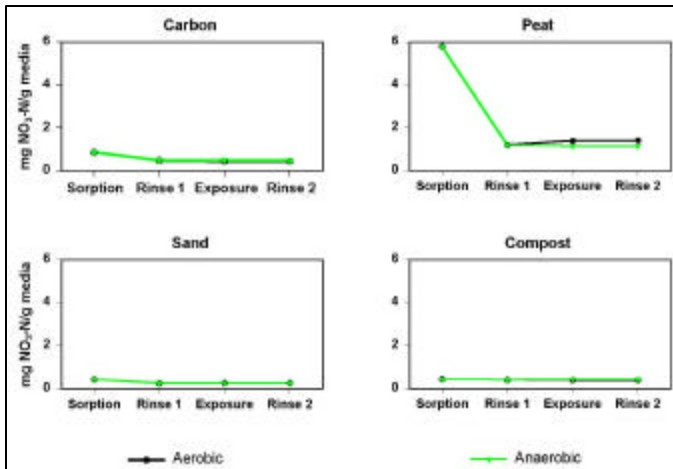 Carbon
Peat
mg NO3-N/g media
6
4
2
0
Sorption Rinse 1 Exposure Rinse 2
6
4
2
0
Sorption Rinse 1 Exposure Rinse 2
Sand
Compost
mg NO3-N/g media
6
4
2
0
Sorption Rinse 1 Exposure Rinse 2
6
4
2
0
Sorption Rinse 1 Exposure Rinse 2
Aerobic
Anaerobic